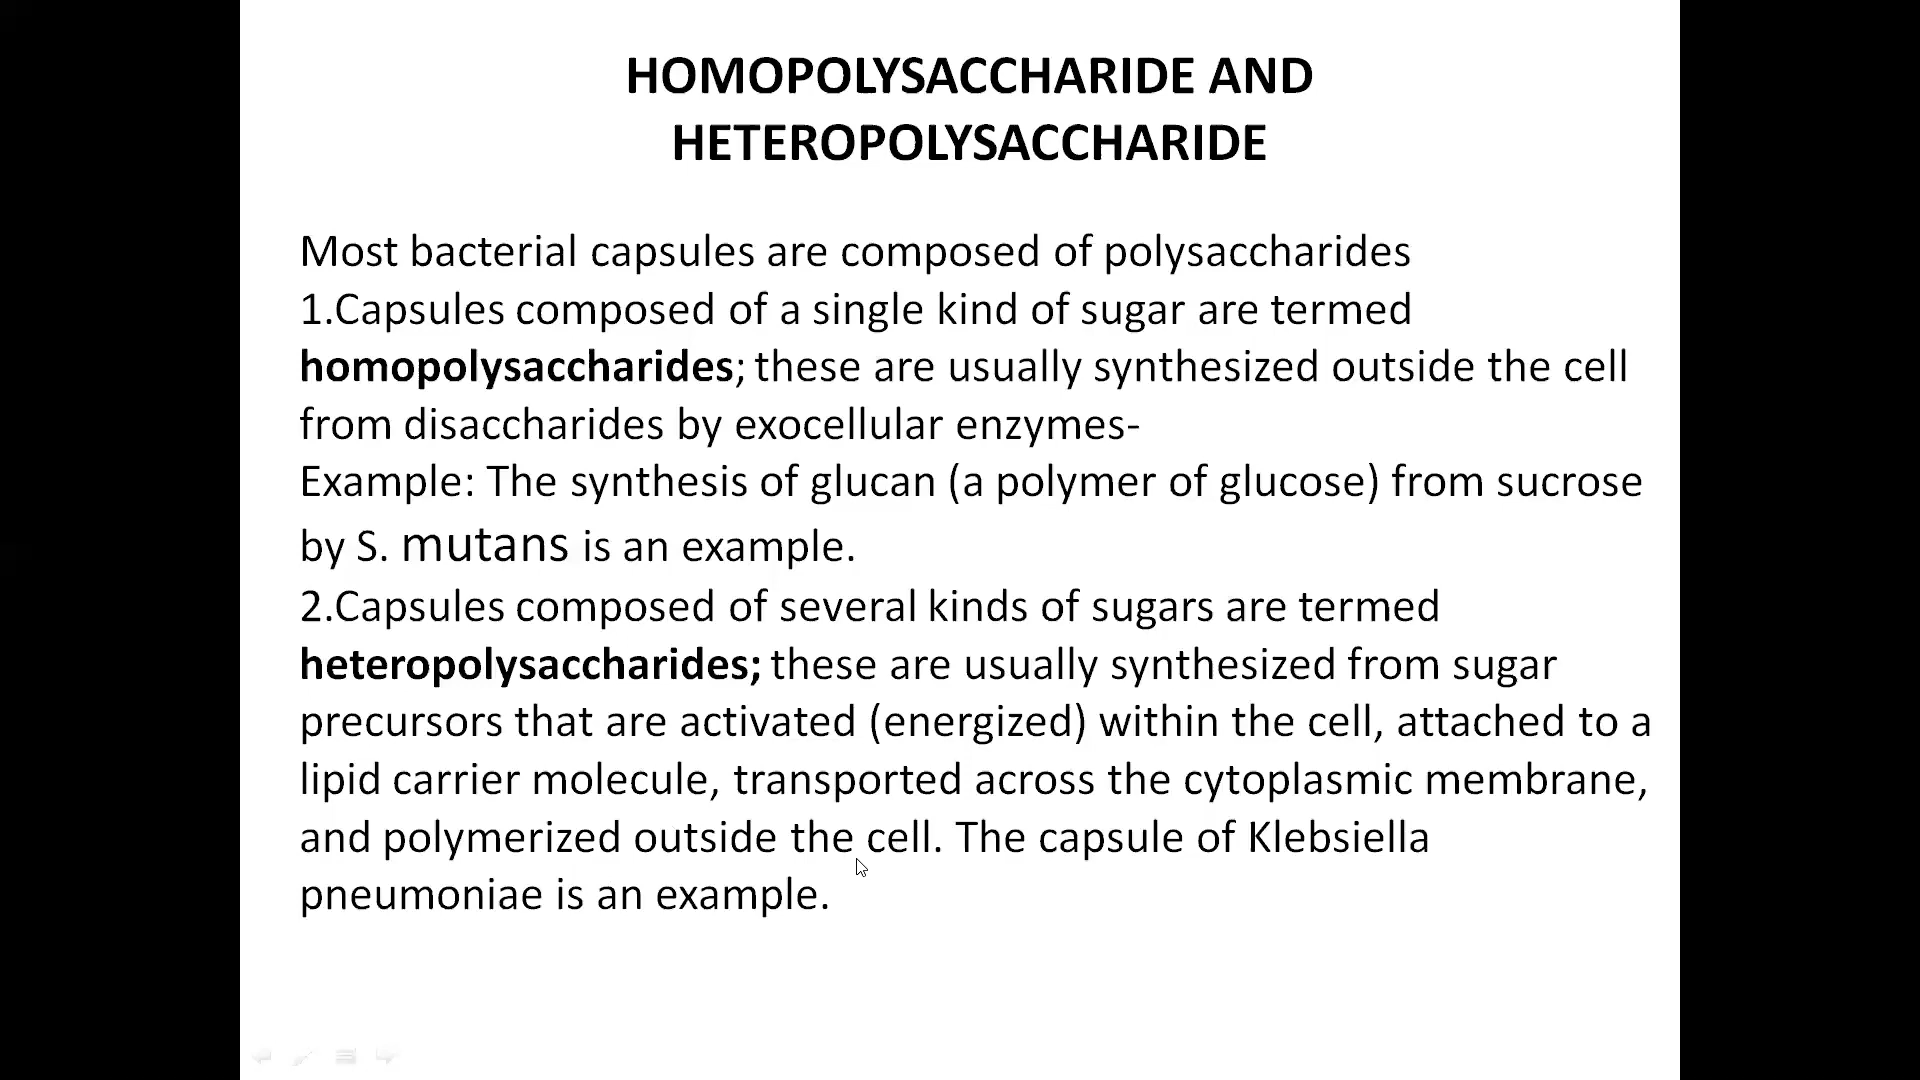 HOMOPOLYSACCHARIDE AND
HETEROPOLYSACCHARIDE
Most bacterial capsules are composed of polysaccharides
1.Capsules composed of a single kind of sugar are termed
homopolysaccharides; these are usually synthesized outside the cell
from disaccharides by exocellular enzymes-
Example: The synthesis of glucan (a polymer of glucose) from sucrose
by S. mutans is an example.
2.Capsules composed of several kinds of sugars are termed
heteropolysaccharides; these are usually synthesized from sugar
precursors that are activated (energized) within the cell, attached to a
lipid carrier molecule, transported across the cytoplasmic membrane,
and polymerized outside the cell. The capsule of Klebsiella
pneumoniae is an example.